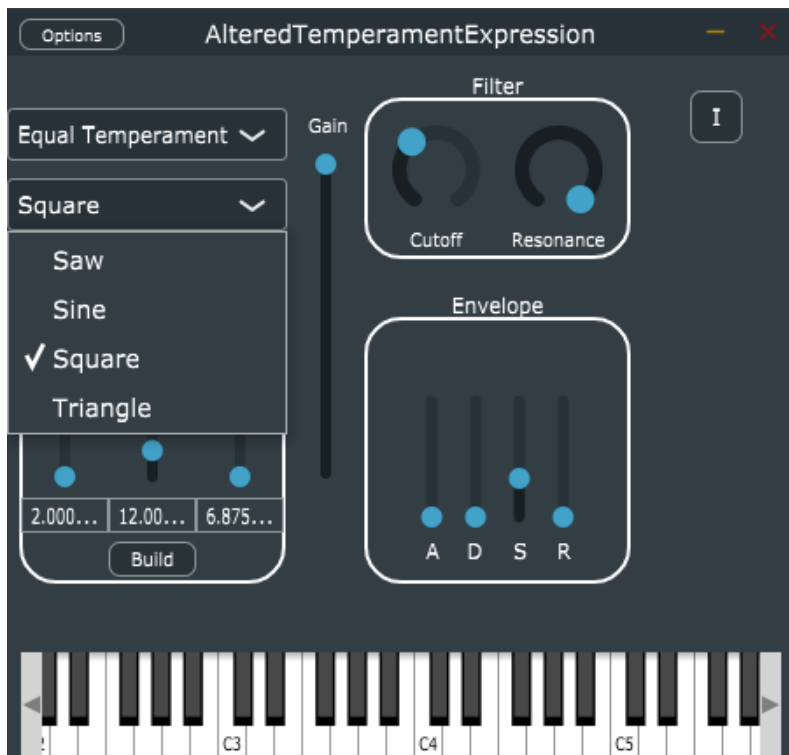 Options
AlteredTemperamentExpression
Equal Temperament
Gain
Filter
I
Square
Cutoff Resonance
Saw
Sine
Square
Triangle
Envelope
2.000... 12.00... 6.875...
Build
A D S R
C3 C4 C5